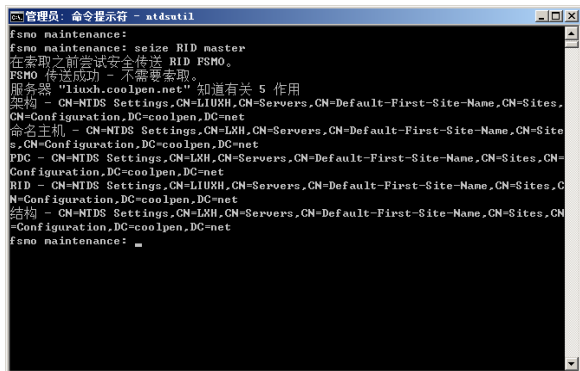 管理员: 命令提示符 - ntdsutil
fsmo maintenance:
fsmo maintenance: seize RID master
在索取之前尝试安全传送 RID FSMO。
FSMO 传送成功 - 不需要索取。
服务器 "liuxh.coolpen.net" 知道有关 5 作用
架构 - CN=NTDS Settings,CN=LIUXH,CN=Servers,CN=Default-First-Site-Name,CN=Sites,
CN=Configuration,DC=coolpen,DC=net
命名主机 - CN=NTDS Settings,CN=LXH,CN=Servers,CN=Default-First-Site-Name,CN=Site
s,CN=Configuration,DC=coolpen,DC=net
PDC - CN=NTDS Settings,CN=LXH,CN=Servers,CN=Default-First-Site-Name,CN=Sites,CN=
Configuration,DC=coolpen,DC=net
RID - CN=NTDS Settings,CN=LIUXH,CN=Servers,CN=Default-First-Site-Name,CN=Sites,C
N=Configuration,DC=coolpen,DC=net
结构 - CN=NTDS Settings,CN=LXH,CN=Servers,CN=Default-First-Site-Name,CN=Sites,CN
=Configuration,DC=coolpen,DC=net
fsmo maintenance: